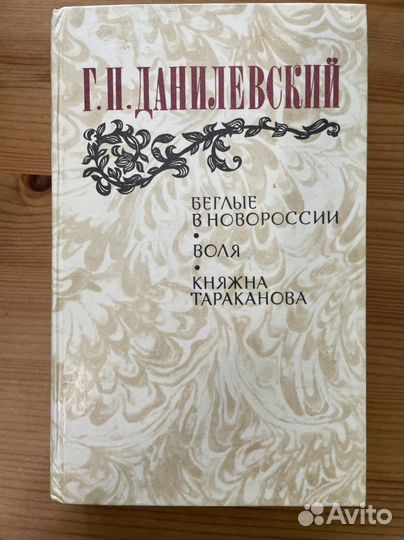 Г.П.ДАНИЛЕВСКИЙ
БЕГЛЫЕ
В НОВОРОССИИ
•
ВОЛЯ
•
КНЯЖНА
ТАРАКАНОВА
Avito